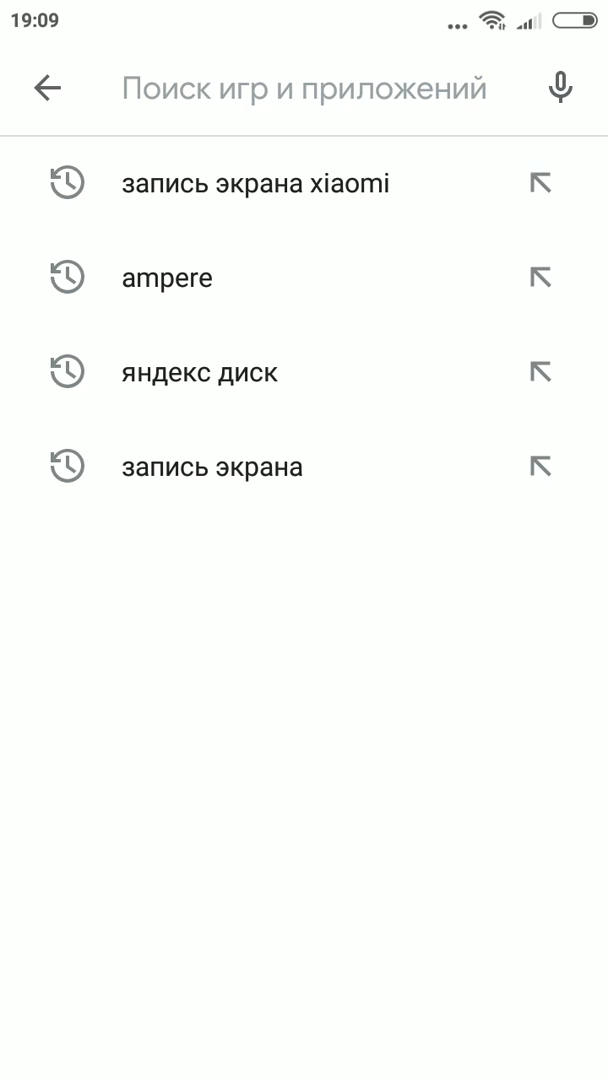 19:09
Поиск игр и приложений
запись экрана xiaomi
ampere
яндекс диск
запись экрана